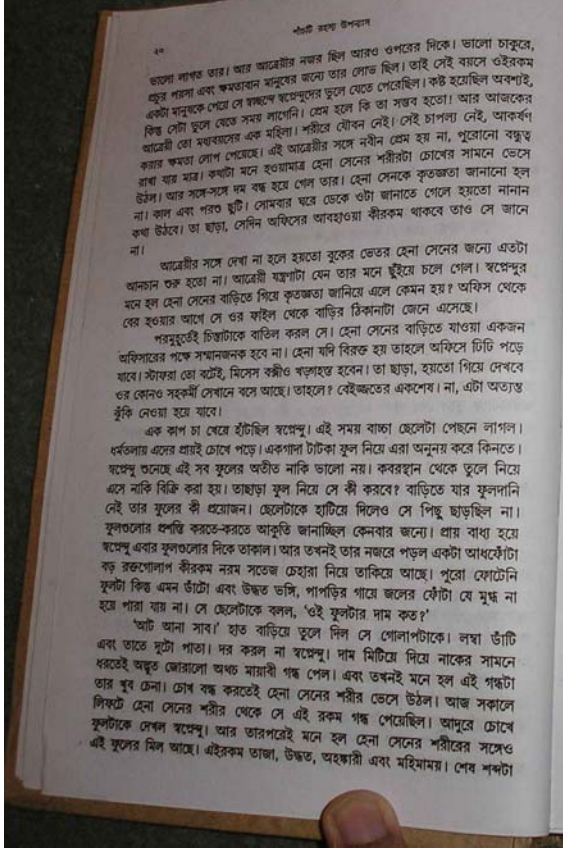 পাঁচটি রহস্য উপন্যাস
২০
ভালো লাগত তার। আর আত্রেয়ীর নজর ছিল আরও ওপরের দিকে। ভালো চাকুরে,
প্রচুর পয়সা এবং ক্ষমতাবান মানুষের জন্যে তার লোভ ছিল। তাই সেই বয়সে ওইরকম
একটা মানুষকে পেয়ে সে স্বচ্ছন্দে স্বপ্নেন্দুদের ভুলে যেতে পেরেছিল। কষ্ট হয়েছিল অবশ্যই,
কিন্তু সেটা ভুলে যেতে সময় লাগেনি। প্রেম হলে কি তা সম্ভব হতো! আর আজকের
আত্রেয়ী তো মধ্যবয়সের এক মহিলা। শরীরে যৌবন নেই। সেই চাপল্য নেই, আকর্ষণ
করার ক্ষমতা লোপ পেয়েছে। এই আত্রেয়ীর সঙ্গে নবীন প্রেম হয় না, পুরোনো বন্ধুত্ব
রাখা যায় মাত্র। কথাটা মনে হওয়ামাত্র হেনা সেনের শরীরটা চোখের সামনে ভেসে
উঠল। আর সঙ্গে-সঙ্গে দম বন্ধ হয়ে গেল তার। হেনা সেনকে কৃতজ্ঞতা জানানো হল
না। কাল এবং পরশু ছুটি। সোমবার ঘরে ডেকে ওটা জানাতে গেলে হয়তো নানান
কথা উঠবে। তা ছাড়া, সেদিন অফিসের আবহাওয়া কীরকম থাকবে তাও সে জানে
না।
আত্রেয়ীর সঙ্গে দেখা না হলে হয়তো বুকের ভেতর হেনা সেনের জন্যে এতটা
আনচান শুরু হতো না। আত্রেয়ী যন্ত্রণাটা যেন তার মনে ছুঁইয়ে চলে গেল। স্বপ্নেন্দুর
মনে হল হেনা সেনের বাড়িতে গিয়ে কৃতজ্ঞতা জানিয়ে এলে কেমন হয়? অফিস থেকে
বের হওয়ার আগে সে ওর ফাইল থেকে বাড়ির ঠিকানাটা জেনে এসেছে।
পরমুহূর্তেই চিন্তাটাকে বাতিল করল সে। হেনা সেনের বাড়িতে যাওয়া একজন
অফিসারের পক্ষে সম্মানজনক হবে না। হেনা যদি বিরক্ত হয় তাহলে অফিসে ঢিঢি পড়ে
যাবে। স্টাফরা তো বটেই, মিসেস বক্সীও খড়্গহস্ত হবেন। তা ছাড়া, হয়তো গিয়ে দেখবে
ওর কোনও সহকর্মী সেখানে বসে আছে। তাহলে? বেইজ্জতের একশেষ। না, এটা অত্যন্ত
ঝুঁকি নেওয়া হয়ে যাবে।
এক কাপ চা খেয়ে হাঁটছিল স্বপ্নেন্দু। এই সময় বাচ্চা ছেলেটা পেছনে লাগল।
ধর্মতলায় এদের প্রায়ই চোখে পড়ে। একগাদা টাটকা ফুল নিয়ে এরা অনুনয় করে কিনতে।
স্বপ্নেন্দু শুনেছে এই সব ফুলের অতীত নাকি ভালো নয়। কবরস্থান থেকে তুলে নিয়ে
এসে নাকি বিক্রি করা হয়। তাছাড়া ফুল নিয়ে সে কী করবে? বাড়িতে যার ফুলদানি
নেই তার ফুলের কী প্রয়োজন। ছেলেটাকে হাটিয়ে দিলেও সে পিছু ছাড়ছিল না।
ফুলগুলোর প্রশস্তি করতে-করতে আকুতি জানাচ্ছিল কেনবার জন্যে। প্রায় বাধ্য হয়ে
স্বপ্নেন্দু এবার ফুলগুলোর দিকে তাকাল। আর তখনই তার নজরে পড়ল একটা আধফোঁটা
বড় রক্তগোলাপ কীরকম নরম সতেজ চেহারা নিয়ে তাকিয়ে আছে। পুরো ফোটেনি
ফুলটা কিন্তু এমন ডাঁটো এবং উদ্ধত ভঙ্গি, পাপড়ির গায়ে জলের ফোঁটা যে মুগ্ধ না
হয়ে পারা যায় না। সে ছেলেটাকে বলল, 'ওই ফুলটার দাম কত?'
'আট আনা সাব।' হাত বাড়িয়ে তুলে দিল সে গোলাপটাকে। লম্বা ডাঁটি
এবং তাতে দুটো পাতা। দর করল না স্বপ্নেন্দু। দাম মিটিয়ে দিয়ে নাকের সামনে
ধরতেই অদ্ভুত জোরালো অথচ মায়াবী গন্ধ পেল। এবং তখনই মনে হল এই গন্ধটা
তার খুব চেনা। চোখ বন্ধ করতেই হেনা সেনের শরীর ভেসে উঠল। আজ সকালে
লিফটে হেনা সেনের শরীর থেকে সে এই রকম গন্ধ পেয়েছিল। আদুরে চোখে
ফুলটাকে দেখল স্বপ্নেন্দু। আর তারপরেই মনে হল হেনা সেনের শরীরের সঙ্গেও
এই ফুলের মিল আছে। এইরকম তাজা, উদ্ধত, অহঙ্কারী এবং মহিমাময়। শেষ শব্দটা